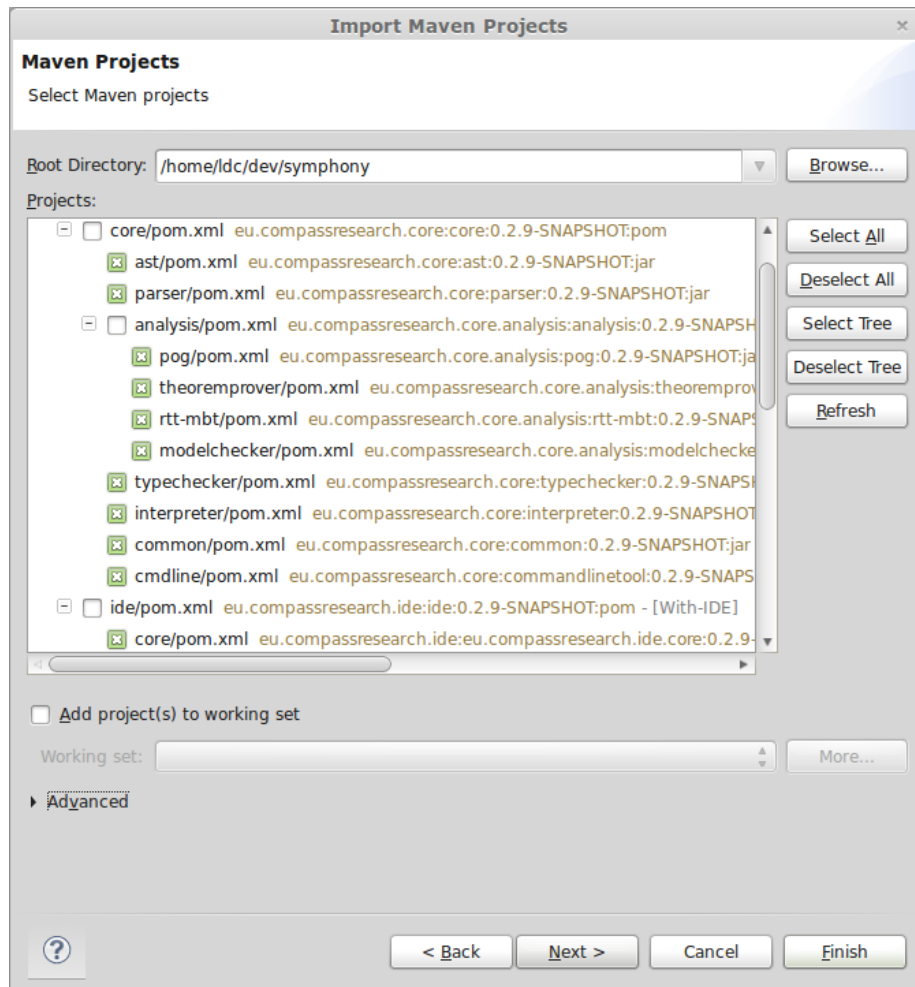 Import Maven Projects
Maven Projects
Select Maven projects
Root Directory: /home/ldc/dev/symphony Browse...
Projects:
core/pom.xml eu.compassresearch.core:core:0.2.9-SNAPSHOT:pom
ast/pom.xml eu.compassresearch.core:ast:0.2.9-SNAPSHOT:jar
parser/pom.xml eu.compassresearch.core:parser:0.2.9-SNAPSHOT:jar
analysis/pom.xml eu.compassresearch.core.analysis:analysis:0.2.9-SNAPSH
pog/pom.xml eu.compassresearch.core.analysis:pog:0.2.9-SNAPSHOT:ja
theoremprover/pom.xml eu.compassresearch.core.analysis:theoremprov
rtt-mbt/pom.xml eu.compassresearch.core.analysis:rtt-mbt:0.2.9-SNAPS
modelchecker/pom.xml eu.compassresearch.core.analysis:modelchecke
typechecker/pom.xml eu.compassresearch.core:typechecker:0.2.9-SNAPSH
interpreter/pom.xml eu.compassresearch.core:interpreter:0.2.9-SNAPSHOT
common/pom.xml eu.compassresearch.core:common:0.2.9-SNAPSHOT:jar
cmdline/pom.xml eu.compassresearch.core:commandlinetool:0.2.9-SNAPS
ide/pom.xml eu.compassresearch.ide:ide:0.2.9-SNAPSHOT:pom - [With-IDE]
core/pom.xml eu.compassresearch.ide:eu.compassresearch.ide.core:0.2.9-
Select All
Deselect All
Select Tree
Deselect Tree
Refresh
Add project(s) to working set
Working set: More...
Advanced
? < Back Next > Cancel Finish